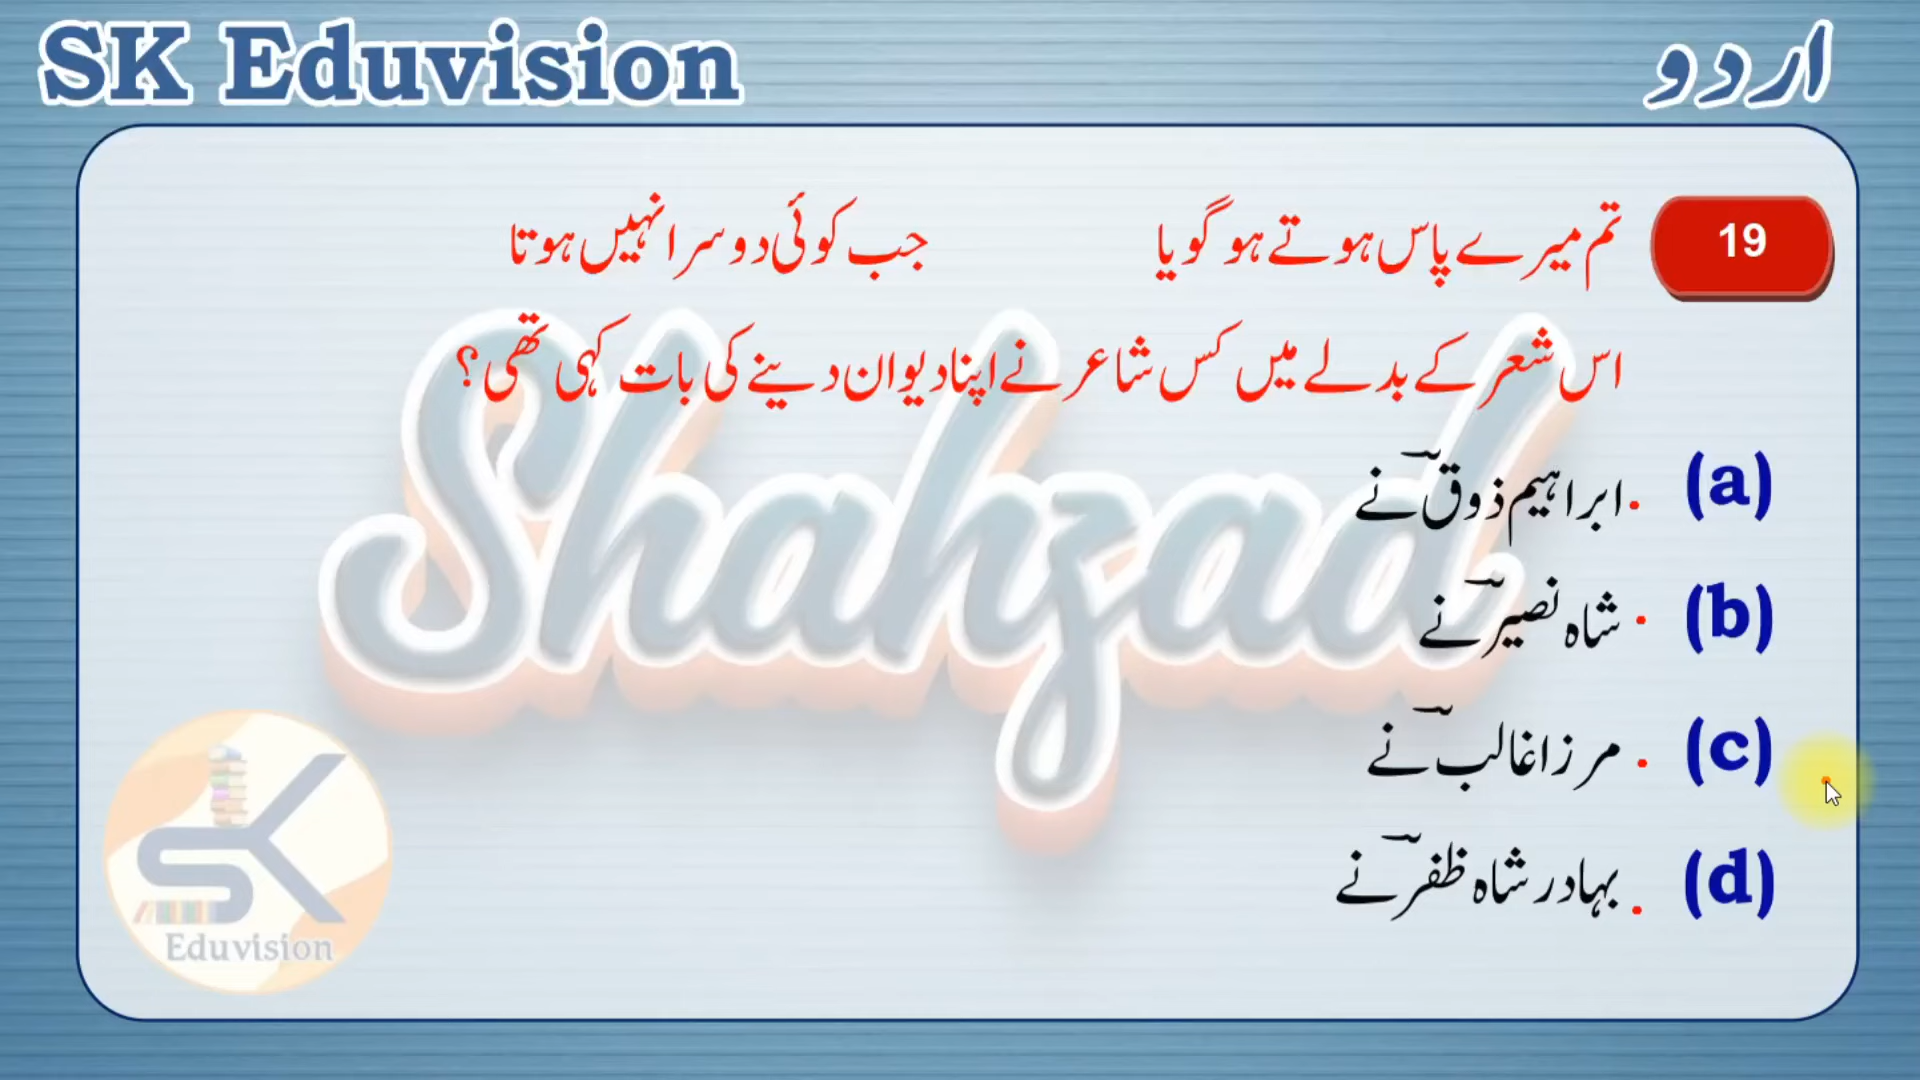 SK Eduvision
اردو
19
تم میرے پاس ہوتے ہو گویا جب کوئی دوسرا نہیں ہوتا
اس شعر کے بدلے میں کس شاعر نے اپنا دیوان دینے کی بات کہی تھی؟
(a) ابراہیم ذوقؔ نے
(b) شاہ نصیرؔ نے
(c) مرزا غالبؔ نے
(d) بہادر شاہ ظفرؔ نے
Shahzad
SK
Eduvision